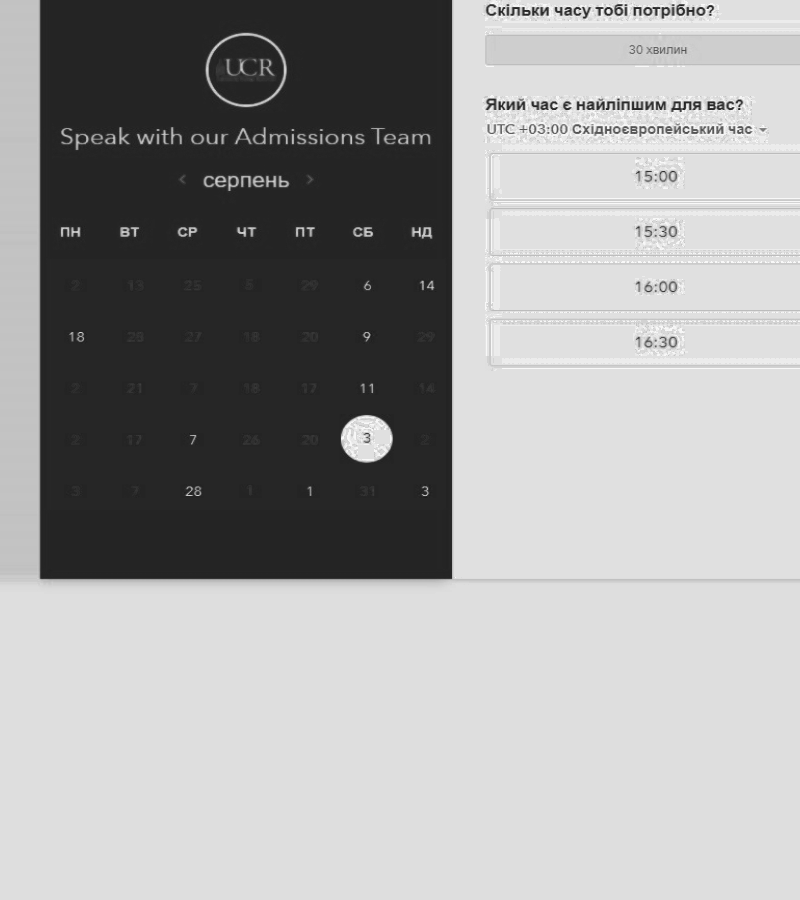 UCR
Speak with our Admissions Team
серпень
ПН ВТ СР ЧТ ПТ СБ НД
2 13 25 29 6 14
18 28 27 18 20 9 29
2 21 7 18 17 11 14
2 17 7 26 20 3 2
3 7 28 1 1 31 3
Скільки часу тобі потрібно?
30 хвилин
Який час є найліпшим для вас?
UTC +03:00 Східноєвропейський час
15:00
15:30
16:00
16:30